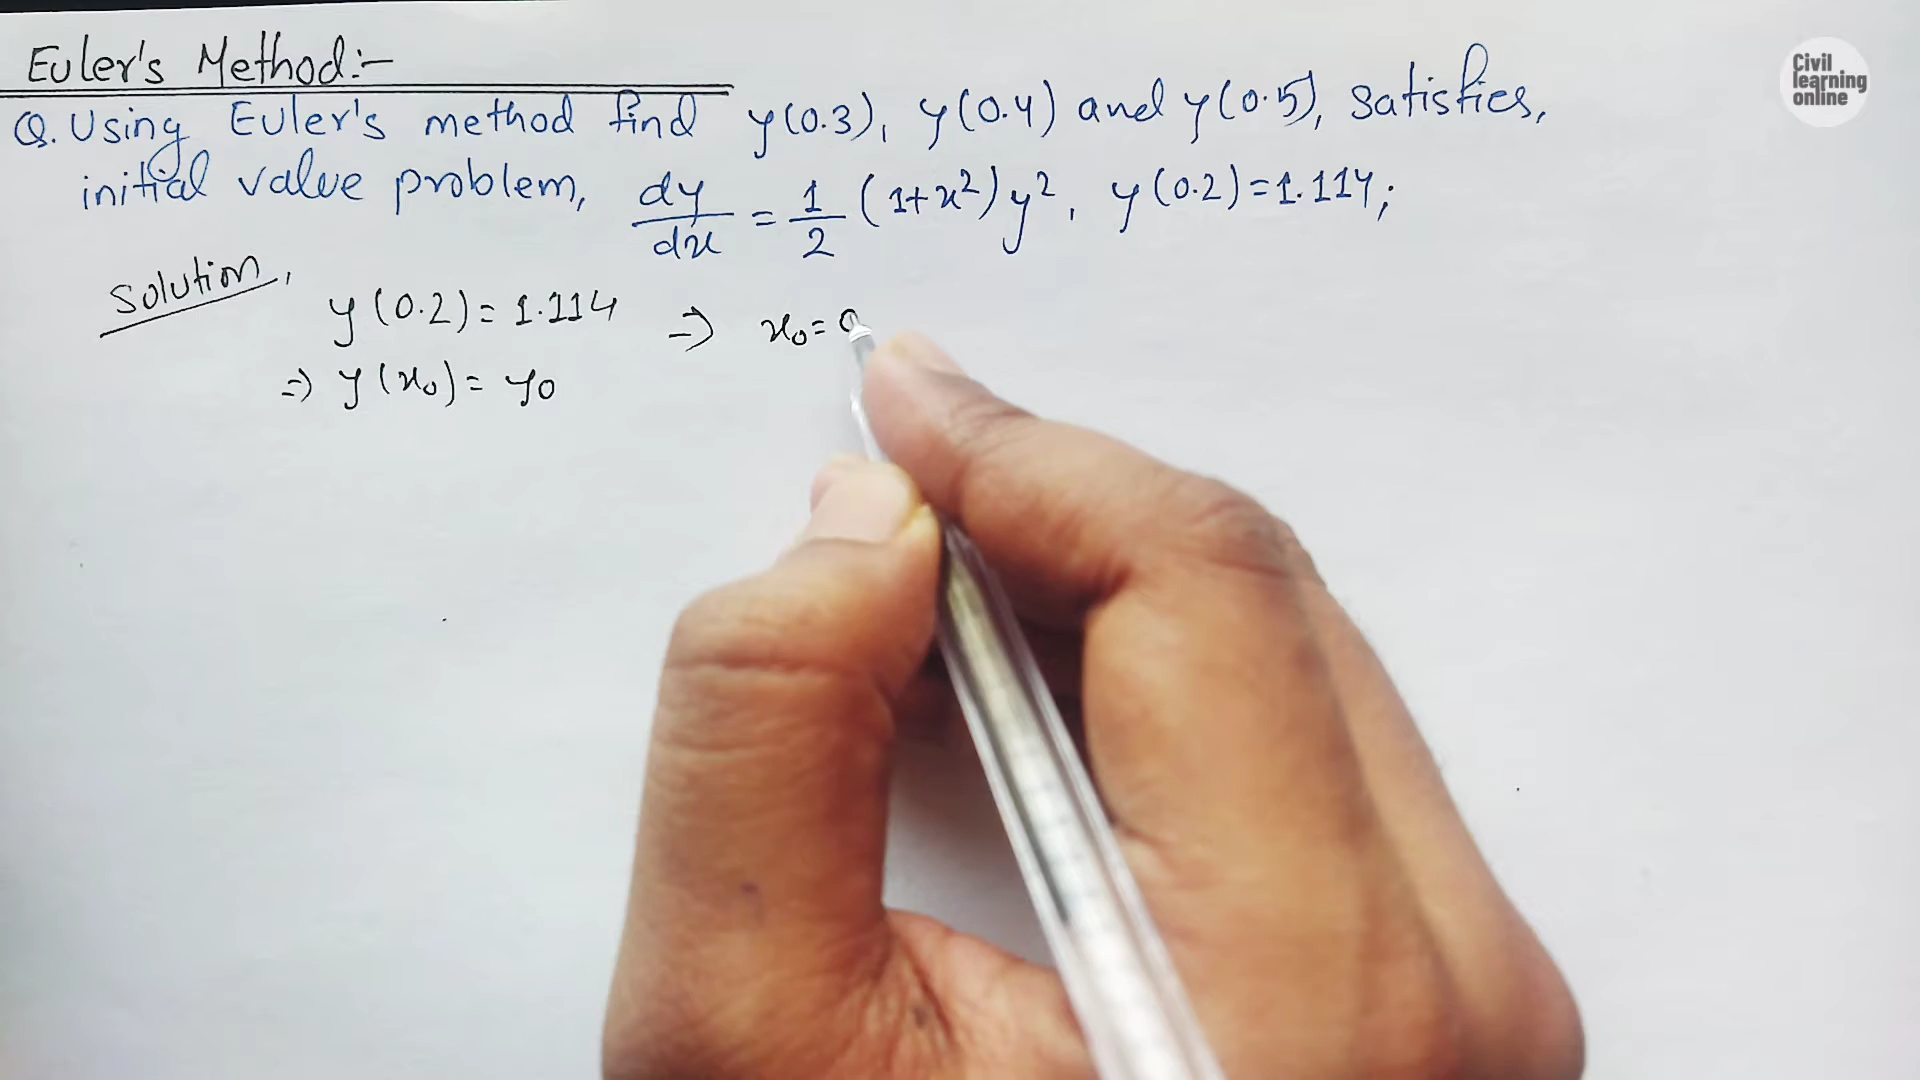 Euler's Method:-
Q. Using Euler's method find y(0.3), y(0.4) and y(0.5), satisfies,
initial value problem, dy/dx = 1/2 (1+x²)y², y(0.2)=1.114;
Solution,
y(0.2)= 1.114 => x₀= 0
=> y(x₀)= y₀
Civil
learning
online